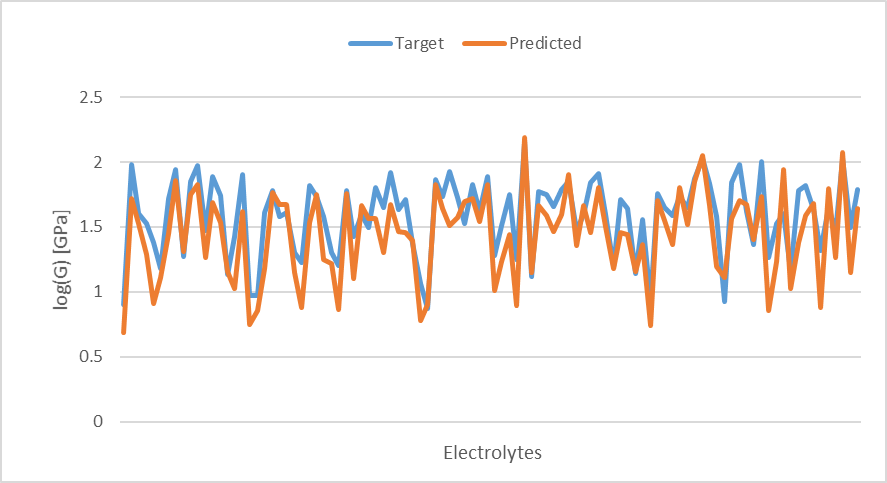 Target Predicted
2.5
2
1.5
1
0.5
0
log(G) [GPa]
Electrolytes